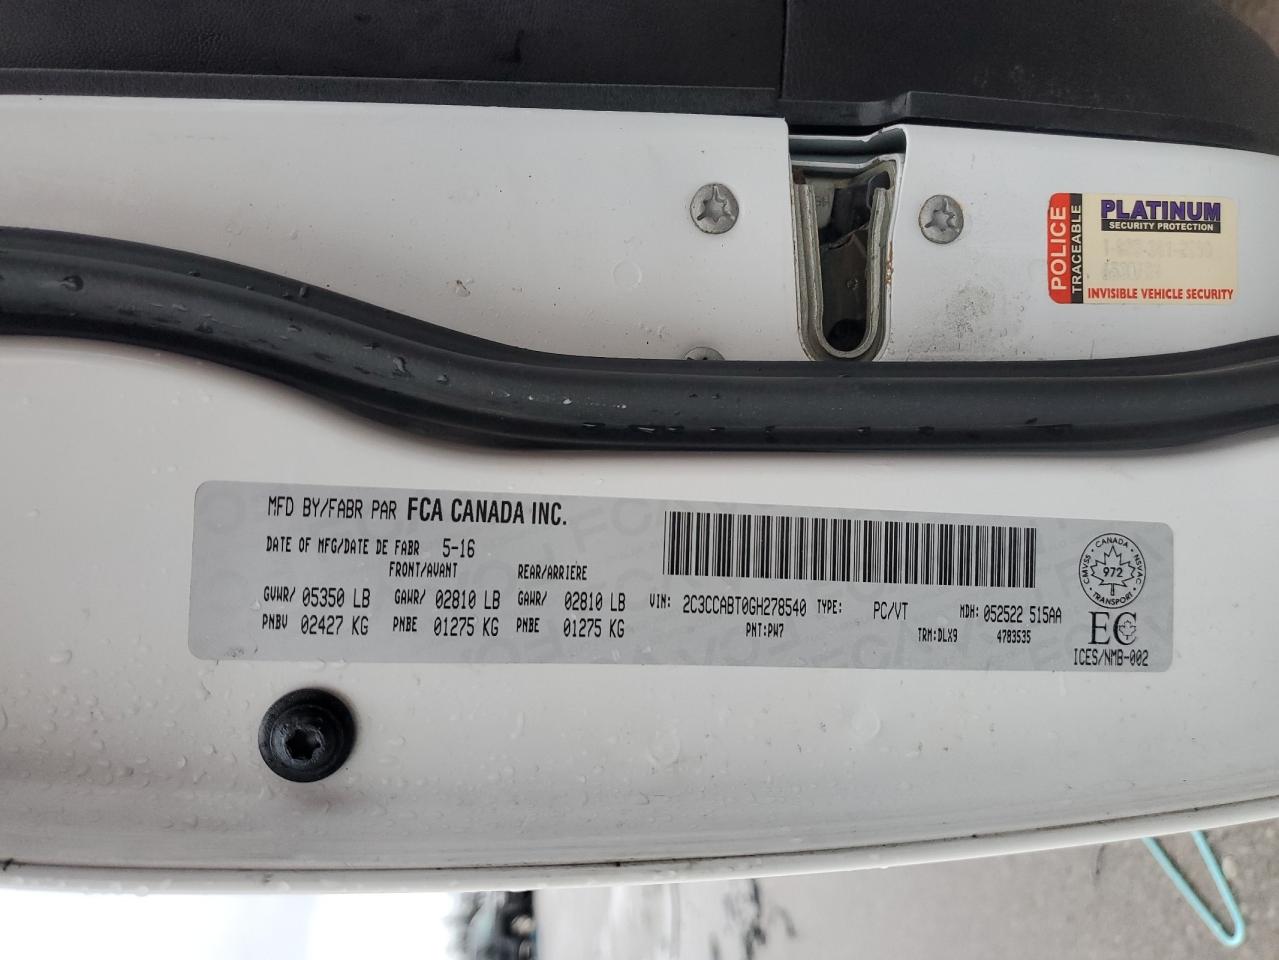 POLICE
TRACEABLE
PLATINUM
SECURITY PROTECTION
INVISIBLE VEHICLE SECURITY
MFD BY/FABR PAR FCA CANADA INC.
DATE OF MFG/DATE DE FABR 5-16
FRONT/AVANT REAR/ARRIERE
GVWR/ 05350 LB GAWR/ 02810 LB GAWR/ 02810 LB
PNBV 02427 KG PNBE 01275 KG PNBE 01275 KG
VIN: 2C3CCABT0GH278540 TYPE: PC/VT MDH: 052522 515AA
PNT:PW7 TRM:DLX9 4783535
CANADA
CMVSS NSVAC
972
TRANSPORT
EC
ICES/NMB-002